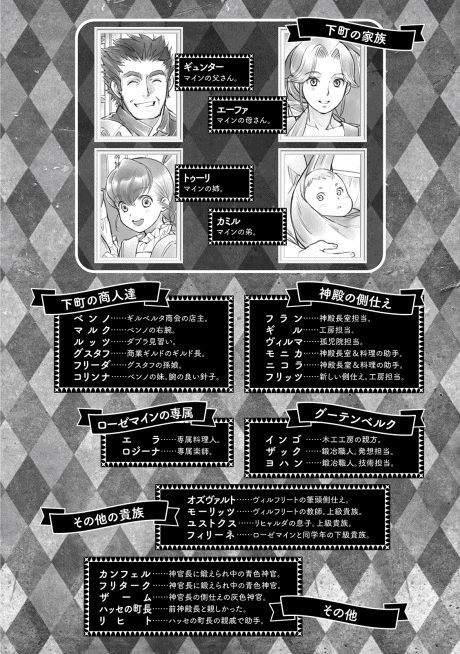 下町の家族
ギュンター
マインの父さん。
エーファ
マインの母さん。
トゥーリ
マインの姉。
カミル
マインの弟。
下町の商人達
ベンノ……ギルベルタ商会の店主。
マルク……ベンノの右腕。
ルッツ……ダプラ見習い。
グスタフ……商業ギルドのギルド長。
フリーダ……グスタフの孫娘。
コリンナ……ベンノの妹。腕の良い針子。
神殿の側仕え
フラン……神殿長室担当。
ギル……工房担当。
ヴィルマ……孤児院担当。
モニカ……神殿長室&料理の助手。
ニコラ……神殿長室&料理の助手。
フリッツ……新しい側仕え。工房担当。
ローゼマインの専属
エラ……専属料理人。
ロジーナ……専属楽師。
グーテンベルク
インゴ……木工工房の親方。
ザック……鍛冶職人。発想担当。
ヨハン……鍛冶職人。技術担当。
その他の貴族
オズヴァルト……ヴィルフリートの筆頭側仕え。
モーリッツ……ヴィルフリートの教師。上級貴族。
ユストクス……リヒャルダの息子。上級貴族。
フィリーネ……ローゼマインと同学年の下級貴族。
その他
カンフェル……神官長に鍛えられ中の青色神官。
フリターク……神官長に鍛えられ中の青色神官。
ザーム……神官長の側仕えの灰色神官。
ハッセの町長……前神殿長と親しかった。
リヒト……ハッセの町長の親戚で助手。